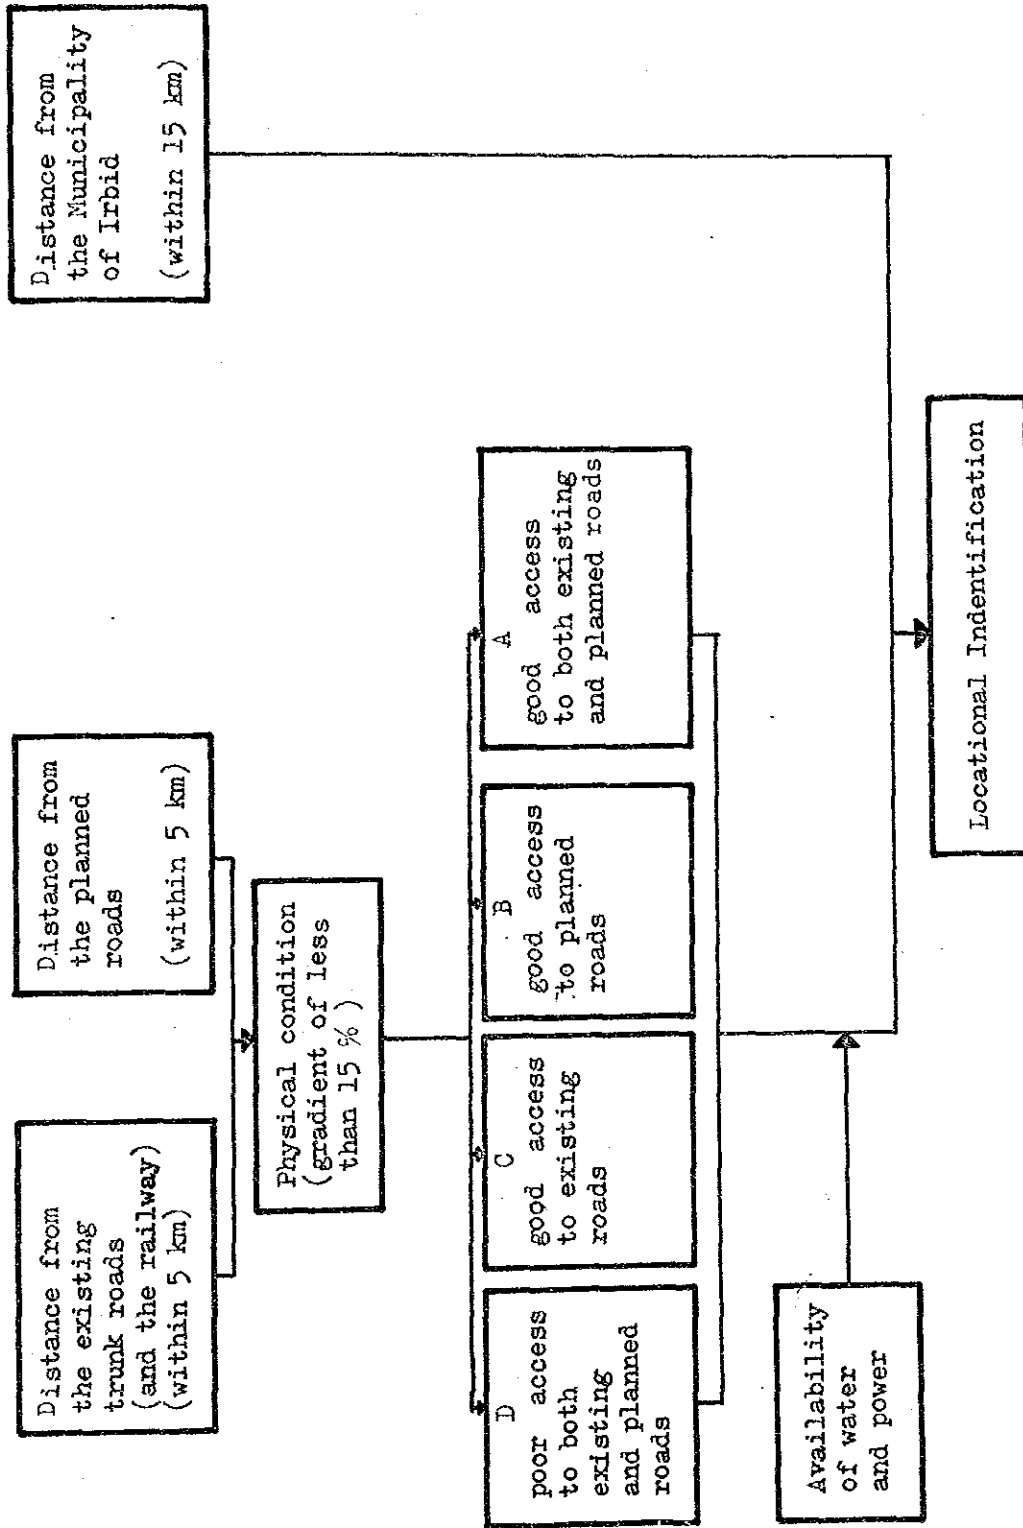 Distance from
the existing
trunk roads
(and the railway)
(within 5 km)
Distance from
the planned
roads
(within 5 km)
Distance from
the Municipality
of Irbid
(within 15 km)
Physical condition
(gradient of less
than 15 % )
D
poor access
to both
existing
and planned
roads
C
good access
to existing
roads
B
good access
to planned
roads
A
good access
to both existing
and planned roads
Availability
of water
and power
Locational Indentification